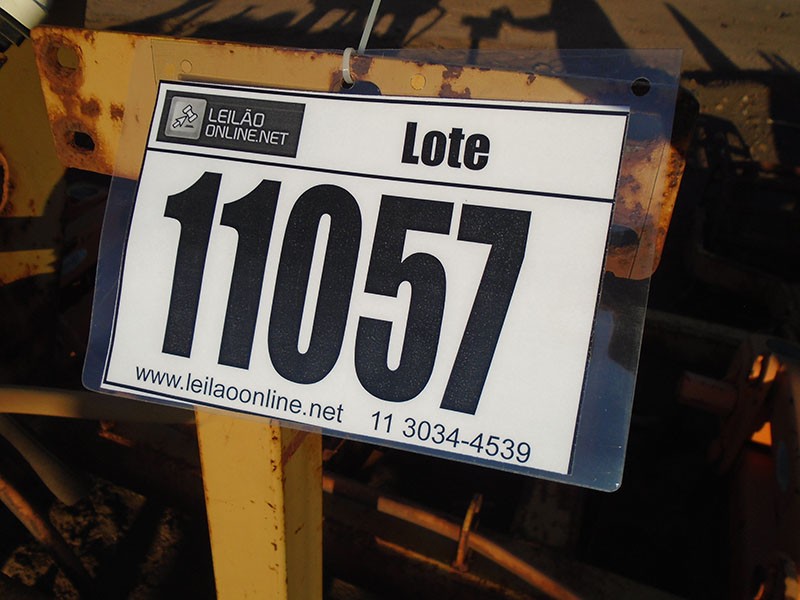 LEILÃO
ONLINE.NET
Lote
11057
www.leilaoonline.net 11 3034-4539